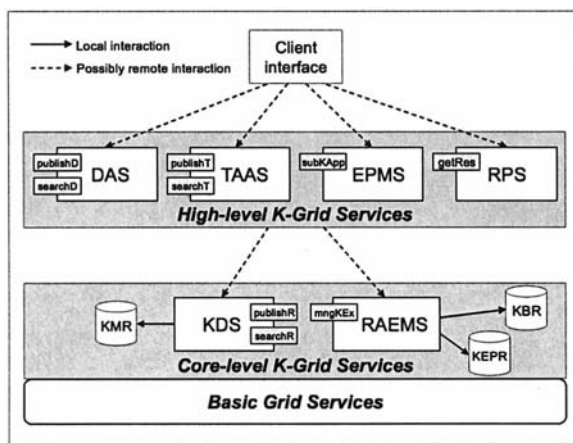 Local interaction
Possibly remote interaction
Client
interface
publishD
searchD
DAS
publishT
searchT
TAAS
subKApp
EPMS
getRes
RPS
High-level K-Grid Services
KMR
KDS
publishR
searchR
mngKEx
RAEMS
KBR
KEPR
Core-level K-Grid Services
Basic Grid Services